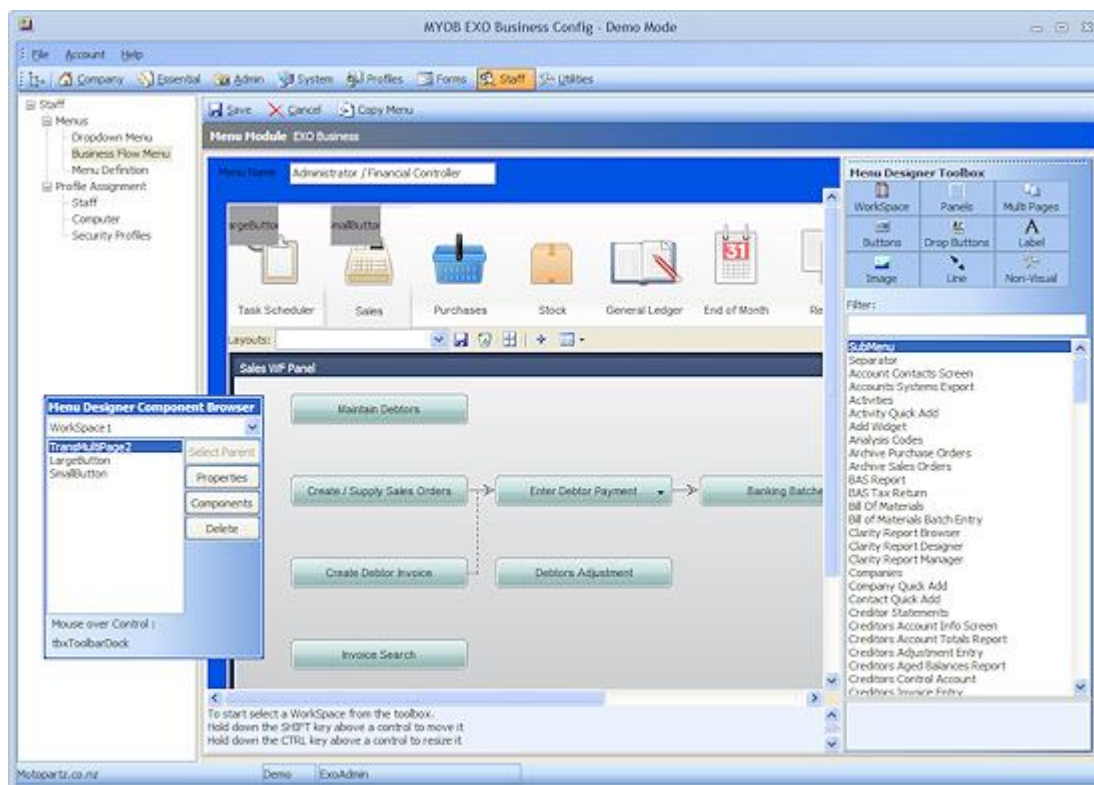 MYOB EXO Business Config - Demo Mode
File Account Help
Company Essential Admin System Profiles Forms Staff Utilities
Staff
Menus
Dropdown Menu
Business Flow Menu
Menu Definition
Profile Assignment
Staff
Computer
Security Profiles
Save Cancel Copy Menu
Menu Module EXO Business
Menu Name Administrator / Financial Controller
argeButton mallButto
Task Scheduler Sales Purchases Stock General Ledger End of Month Re
31
Layouts:
Sales WF Panel
Maintain Debtors
Create / Supply Sales Orders Enter Debtor Payment Banking Batche
Create Debtor Invoice Debtors Adjustment
Invoice Search
To start select a WorkSpace from the toolbox.
Hold down the SHIFT key above a control to move it
Hold down the CTRL key above a control to resize it
Menu Designer Component Browser
WorkSpace1
TransMultiPage2
LargeButton
SmallButton
Select Parent
Properties
Components
Delete
Mouse over Control :
tbxToolbarDock
Menu Designer Toolbox
WorkSpace Panels Multi Pages
Buttons Drop Buttons Label
Image Line Non-Visual
Filter:
SubMenu
Separator
Account Contacts Screen
Accounts Systems Export
Activities
Activity Quick Add
Add Widget
Analysis Codes
Archive Purchase Orders
Archive Sales Orders
BAS Report
BAS Tax Return
Bill Of Materials
Bill of Materials Batch Entry
Clarity Report Browser
Clarity Report Designer
Clarity Report Manager
Companies
Company Quick Add
Contact Quick Add
Creditor Statements
Creditors Account Info Screen
Creditors Account Totals Report
Creditors Adjustment Entry
Creditors Aged Balances Report
Creditors Control Account
Creditors Invoice Entry
Motopartz.co.nz Demo ExoAdmin